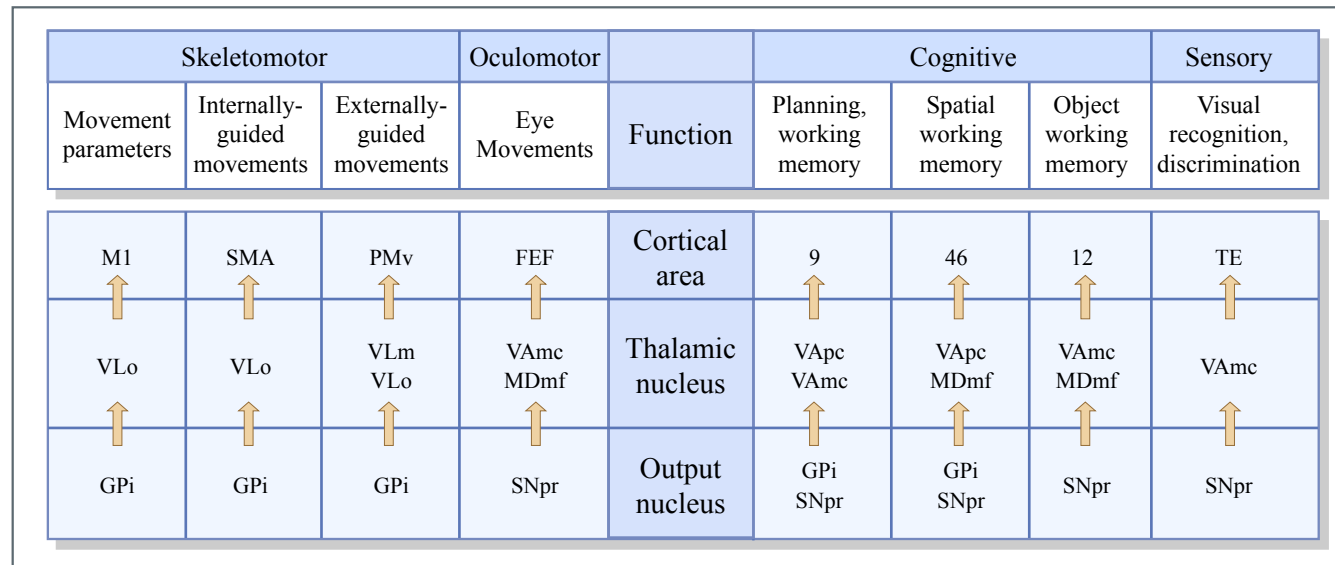 Skeletomotor Oculomotor Cognitive Sensory
Movement parameters Internally-guided movements Externally-guided movements Eye Movements Function Planning, working memory Spatial working memory Object working memory Visual recognition, discrimination
M1 SMA PMv FEF Cortical area 9 46 12 TE
VLo VLo VLm VLo VAmc MDmf Thalamic nucleus VApc VAmc VApc MDmf VAmc MDmf VAmc
GPi GPi GPi SNpr Output nucleus GPi SNpr GPi SNpr SNpr SNpr